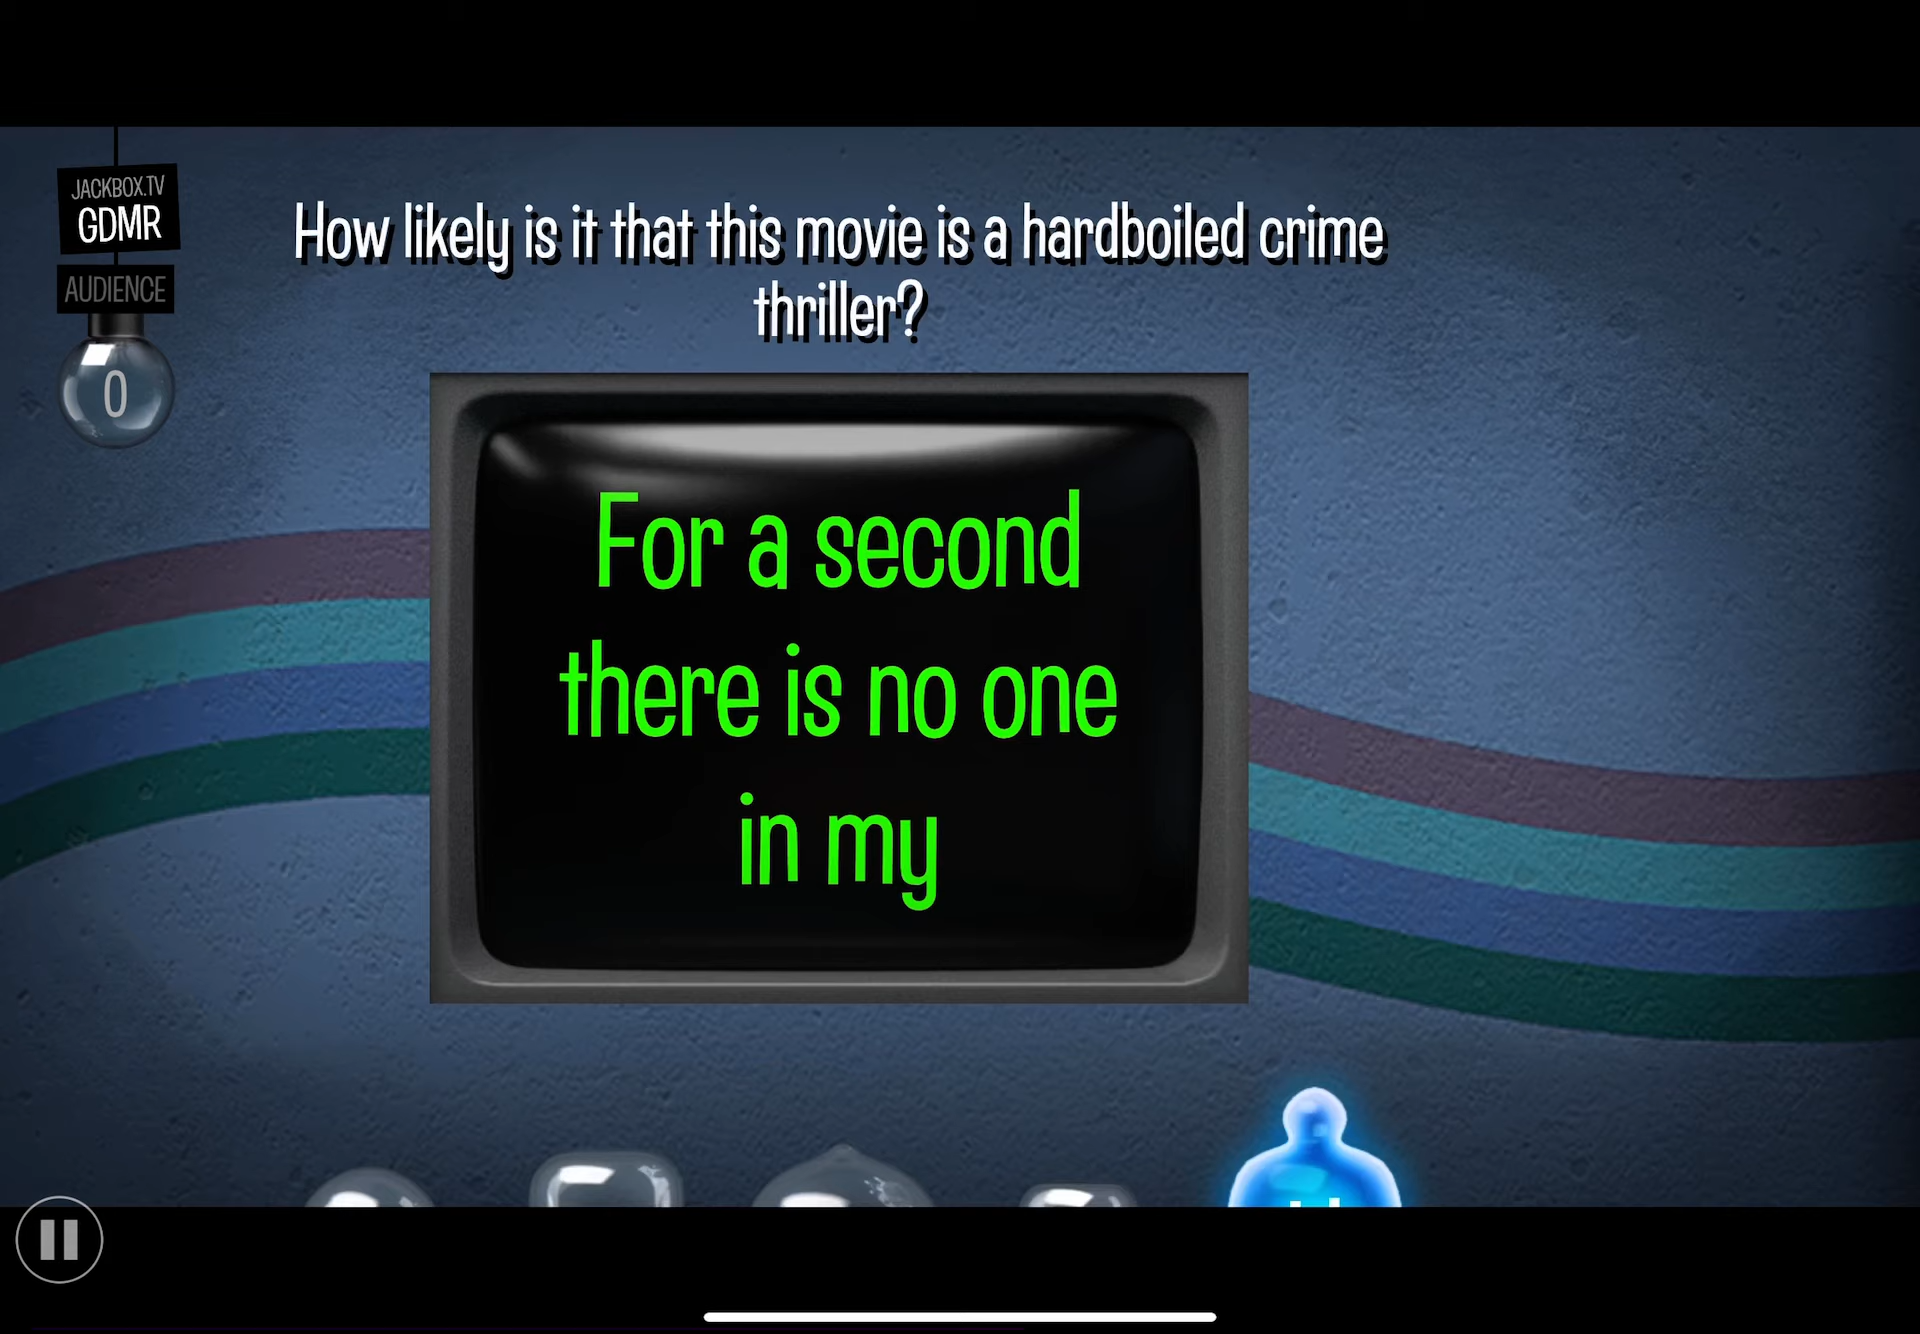 JACKBOX.TV
GDMR
AUDIENCE
0
How likely is it that this movie is a hardboiled crime
thriller?
For a second
there is no one
in my